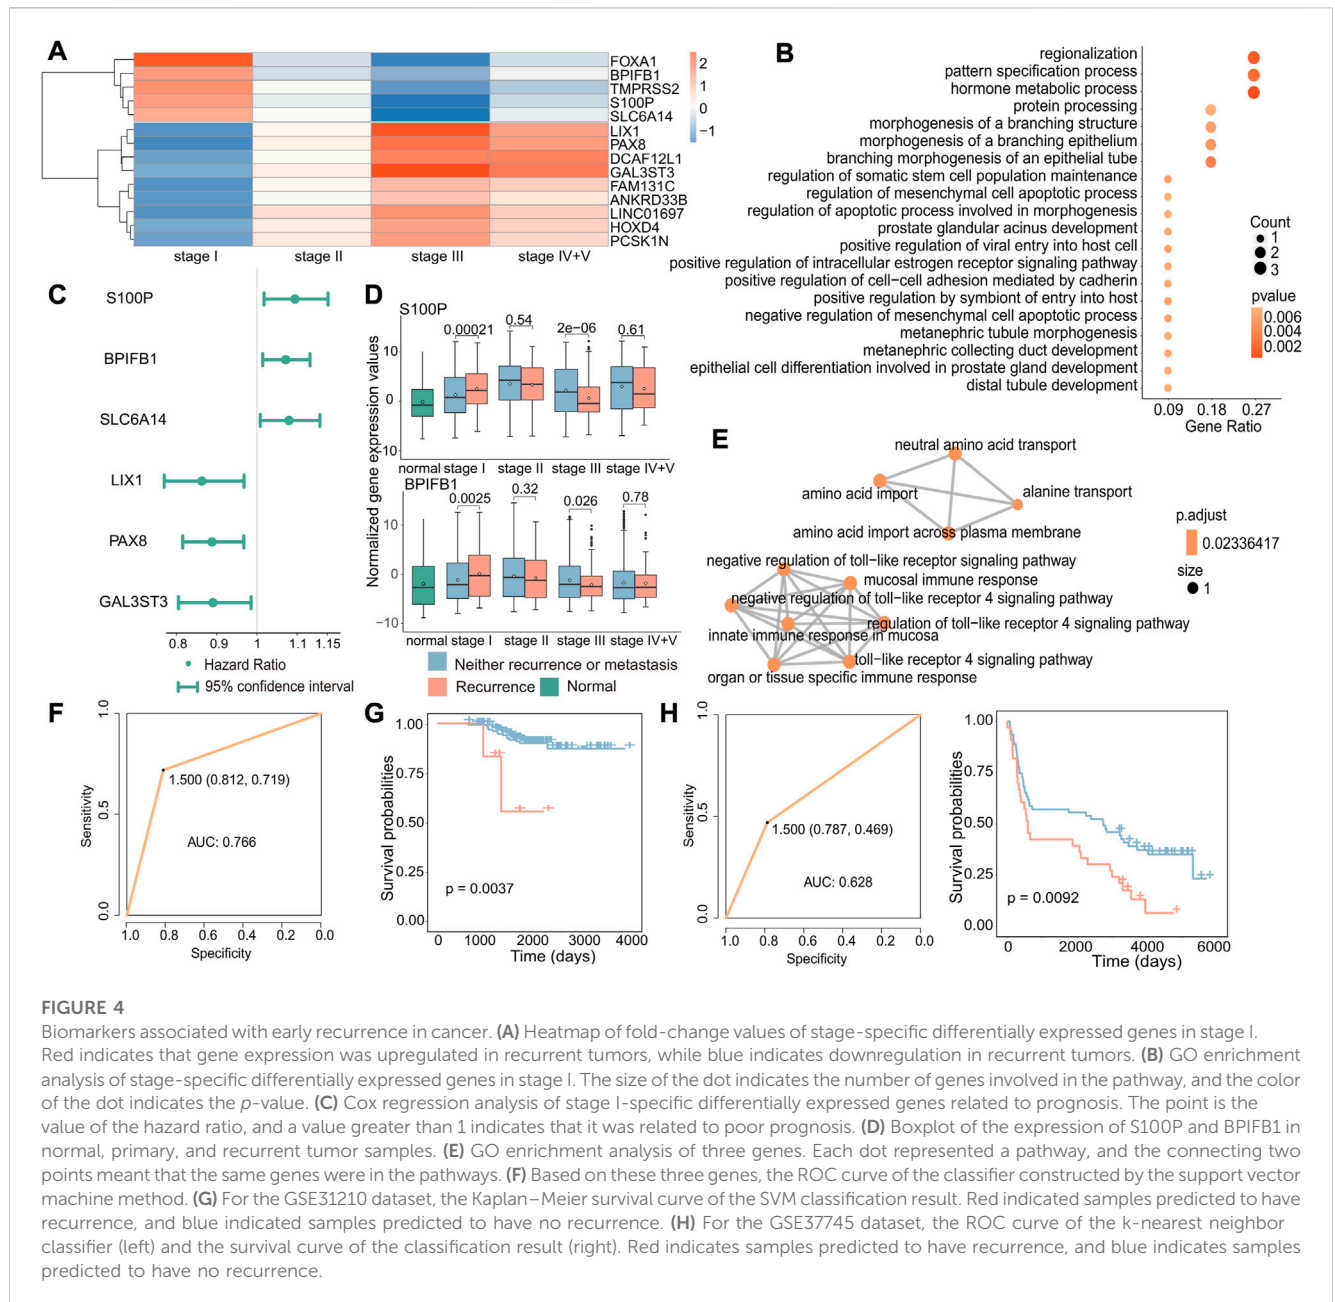 A
FOXA1
BPIFB1
TMPRSS2
S100P
SLC6A14
LIX1
PAX8
DCAF12L1
GAL3ST3
FAM131C
ANKRD33B
LINC01697
HOXD4
PCSK1N
2
1
0
−1
stage I
stage II
stage III
stage IV+V
B
regionalization
pattern specification process
hormone metabolic process
protein processing
morphogenesis of a branching structure
morphogenesis of a branching epithelium
branching morphogenesis of an epithelial tube
regulation of somatic stem cell population maintenance
regulation of mesenchymal cell apoptotic process
regulation of apoptotic process involved in morphogenesis
prostate glandular acinus development
positive regulation of viral entry into host cell
positive regulation of intracellular estrogen receptor signaling pathway
positive regulation of cell-cell adhesion mediated by cadherin
positive regulation by symbiont of entry into host
negative regulation of mesenchymal cell apoptotic process
metanephric tubule morphogenesis
metanephric collecting duct development
epithelial cell differentiation involved in prostate gland development
distal tubule development
0.09 0.18 0.27
Gene Ratio
Count
1
2
3
pvalue
0.006
0.004
0.002
C
S100P
BPIFB1
SLC6A14
LIX1
PAX8
GAL3ST3
0.8 0.9 1 1.1 1.15
Hazard Ratio
95% confidence interval
D
S100P
Normalized gene expression values
0.00021
0.54
2e-06
0.61
10
0
−10
normal stage I stage II stage III stage IV+V
BPIFB1
0.0025
0.32
0.026
0.78
10
0
−10
normal stage I stage II stage III stage IV+V
Neither recurrence or metastasis
Recurrence
Normal
E
neutral amino acid transport
amino acid import
alanine transport
amino acid import across plasma membrane
negative regulation of toll-like receptor signaling pathway
mucosal immune response
negative regulation of toll-like receptor 4 signaling pathway
regulation of toll-like receptor 4 signaling pathway
innate immune response in mucosa
toll-like receptor 4 signaling pathway
organ or tissue specific immune response
p.adjust
0.02336417
size
1
F
Sensitivity
1.0
0.5
0.0
1.500 (0.812, 0.719)
AUC: 0.766
1.0 0.8 0.6 0.4 0.2 0.0
Specificity
G
Survival probabilities
1.00
0.75
0.50
0.25
0.00
p = 0.0037
0 1000 2000 3000 4000
Time (days)
H
Sensitivity
1.0
0.5
0.0
1.500 (0.787, 0.469)
AUC: 0.628
1.0 0.8 0.6 0.4 0.2 0.0
Specificity
Survival probabilities
1.00
0.75
0.50
0.25
0.00
p = 0.0092
0 2000 4000 6000
Time (days)
FIGURE 4
Biomarkers associated with early recurrence in cancer. (A) Heatmap of fold-change values of stage-specific differentially expressed genes in stage I.
Red indicates that gene expression was upregulated in recurrent tumors, while blue indicates downregulation in recurrent tumors. (B) GO enrichment
analysis of stage-specific differentially expressed genes in stage I. The size of the dot indicates the number of genes involved in the pathway, and the color
of the dot indicates the p-value. (C) Cox regression analysis of stage I-specific differentially expressed genes related to prognosis. The point is the
value of the hazard ratio, and a value greater than 1 indicates that it was related to poor prognosis. (D) Boxplot of the expression of S100P and BPIFB1 in
normal, primary, and recurrent tumor samples. (E) GO enrichment analysis of three genes. Each dot represented a pathway, and the connecting two
points meant that the same genes were in the pathways. (F) Based on these three genes, the ROC curve of the classifier constructed by the support vector
machine method. (G) For the GSE31210 dataset, the Kaplan–Meier survival curve of the SVM classification result. Red indicated samples predicted to have
recurrence, and blue indicated samples predicted to have no recurrence. (H) For the GSE37745 dataset, the ROC curve of the k-nearest neighbor
classifier (left) and the survival curve of the classification result (right). Red indicates samples predicted to have recurrence, and blue indicates samples
predicted to have no recurrence.